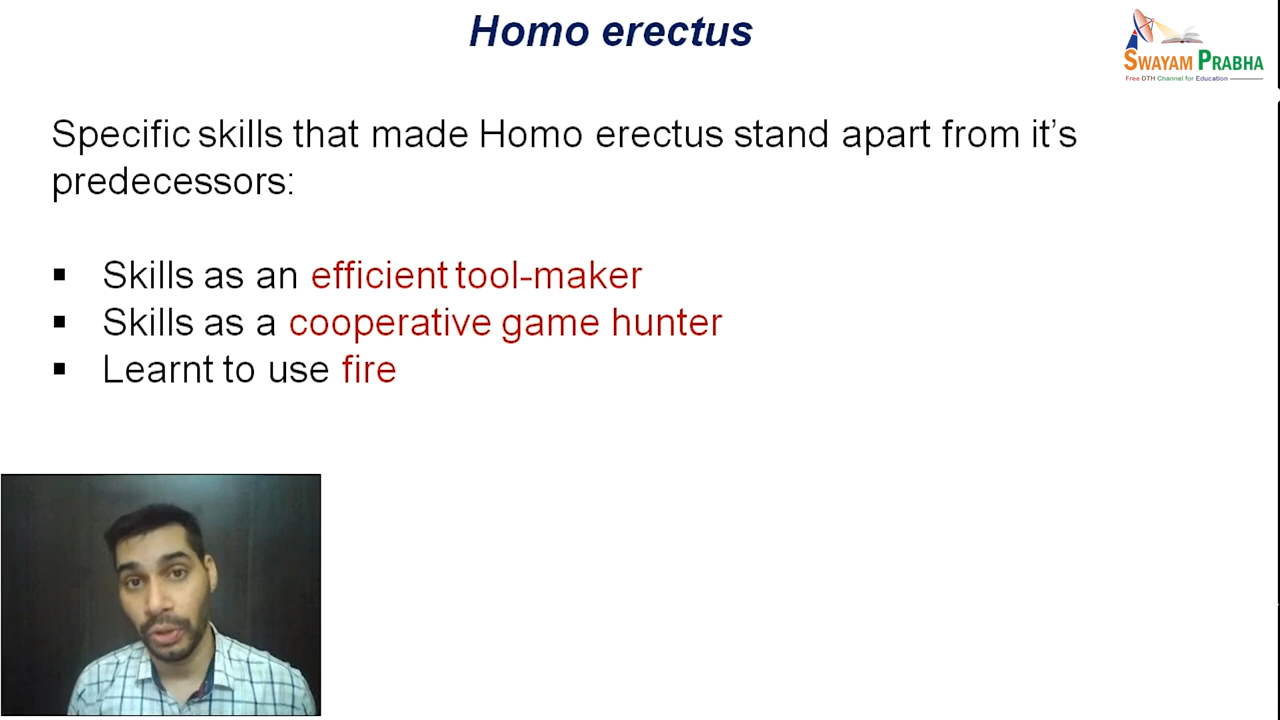 Homo erectus
SWAYAM PRABHA
Free DTH Channel for Education
Specific skills that made Homo erectus stand apart from it’s
predecessors:
▪ Skills as an efficient tool-maker
▪ Skills as a cooperative game hunter
▪ Learnt to use fire